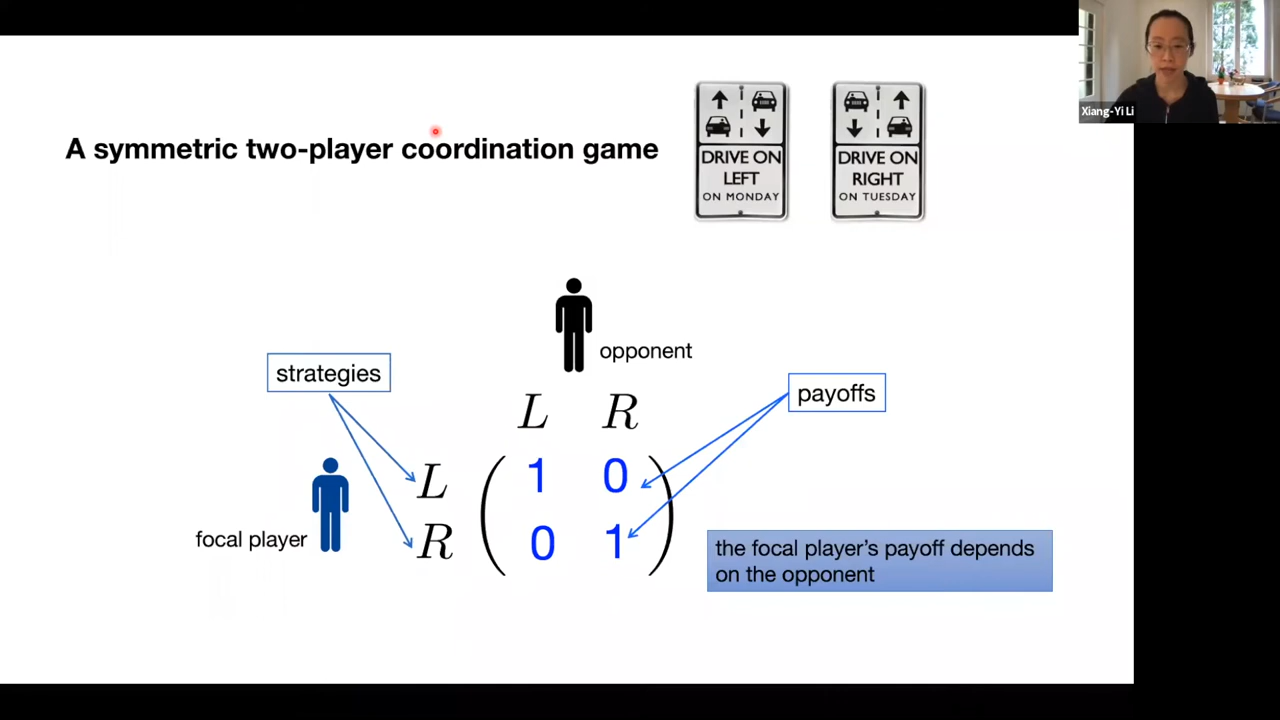 A symmetric two-player coordination game
DRIVE ON
LEFT
ON MONDAY
DRIVE ON
RIGHT
ON TUESDAY
Xiang-Yi Li
opponent
strategies
payoffs
L R
L 1 0
R 0 1
focal player
the focal player's payoff depends
on the opponent